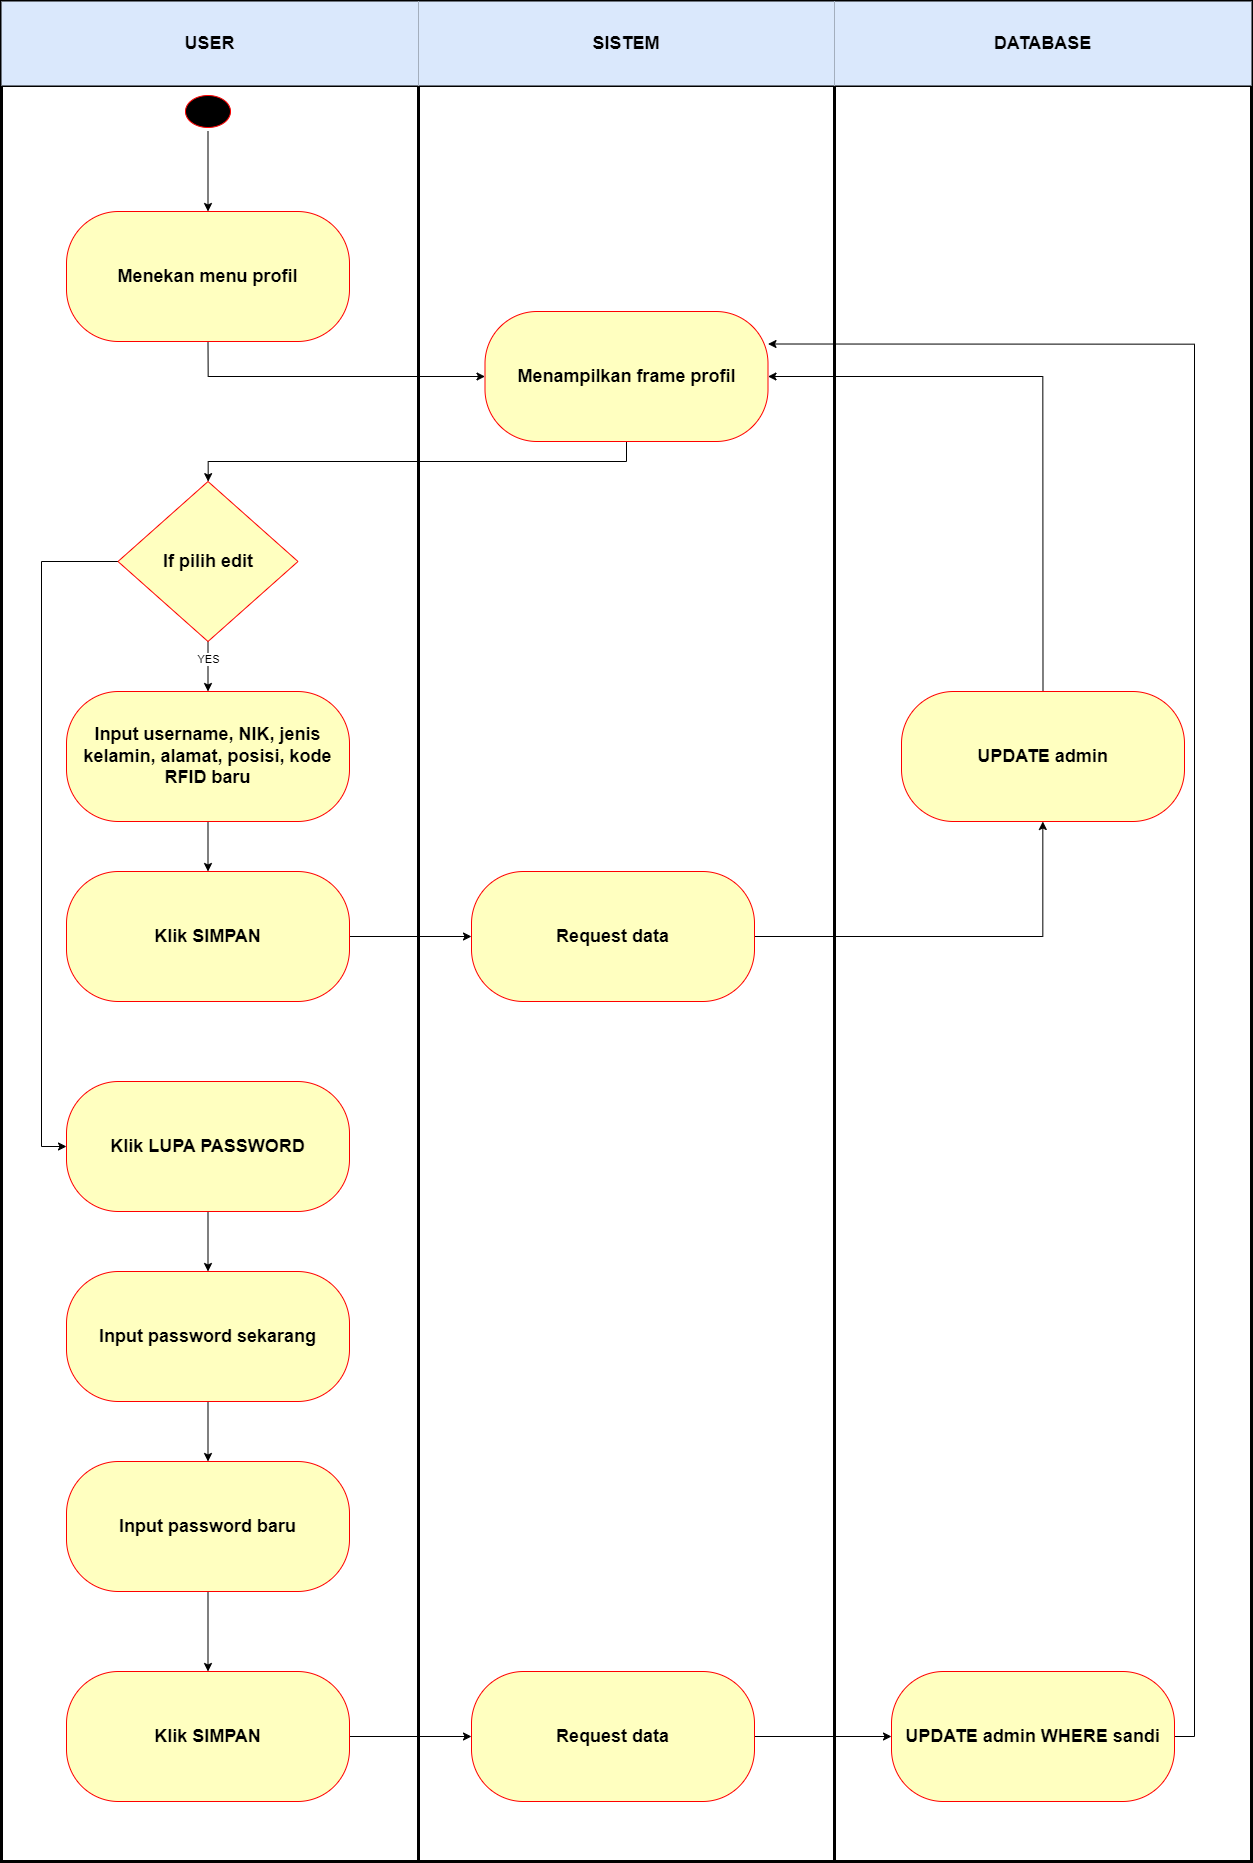 USER
SISTEM
DATABASE
Menekan menu profil
Menampilkan frame profil
If pilih edit
YES
Input username, NIK, jenis
kelamin, alamat, posisi, kode
RFID baru
UPDATE admin
Klik SIMPAN
Request data
Klik LUPA PASSWORD
Input password sekarang
Input password baru
Klik SIMPAN
Request data
UPDATE admin WHERE sandi